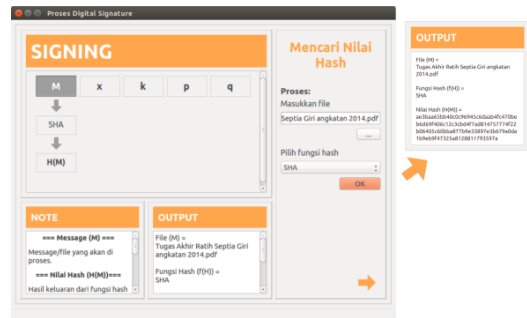 Proses Digital Signature
SIGNING
M x k p q
SHA
H(M)
Mencari Nilai
Hash
Proses:
Masukkan file
Septia Giri angkatan 2014.pdf
...
Pilih fungsi hash
SHA
OK
NOTE
=== Message (M) ===
Message/file yang akan di
proses.
=== Nilai Hash (H(M))===
Hasil keluaran dari fungsi hash
OUTPUT
File (M) =
Tugas Akhir Ratih Septia Giri
angkatan 2014.pdf
Fungsi Hash (f(H)) =
SHA
OUTPUT
File (M) =
Tugas Akhir Ratih Septia Giri angkatan
2014.pdf
Fungsi Hash (f(H)) =
SHA
Nilai Hash (H(M)) =